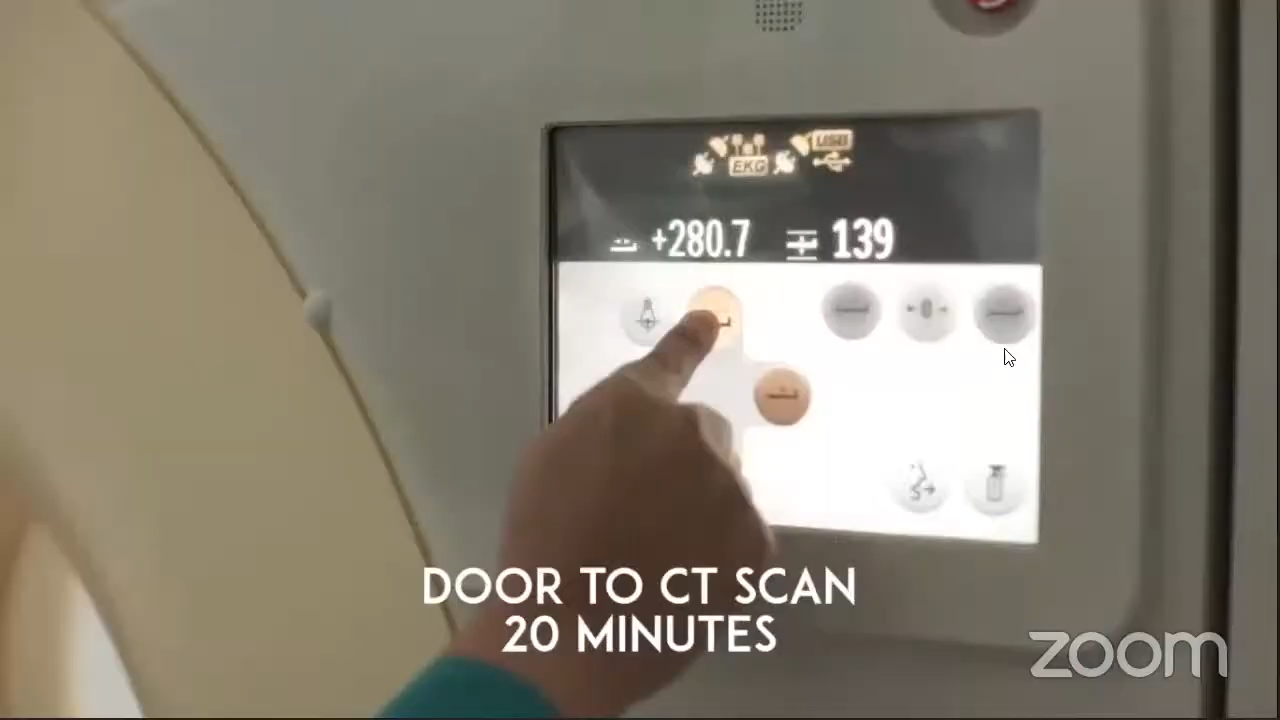 USB
EKG
+280.7 139
DOOR TO CT SCAN
20 MINUTES
zoom